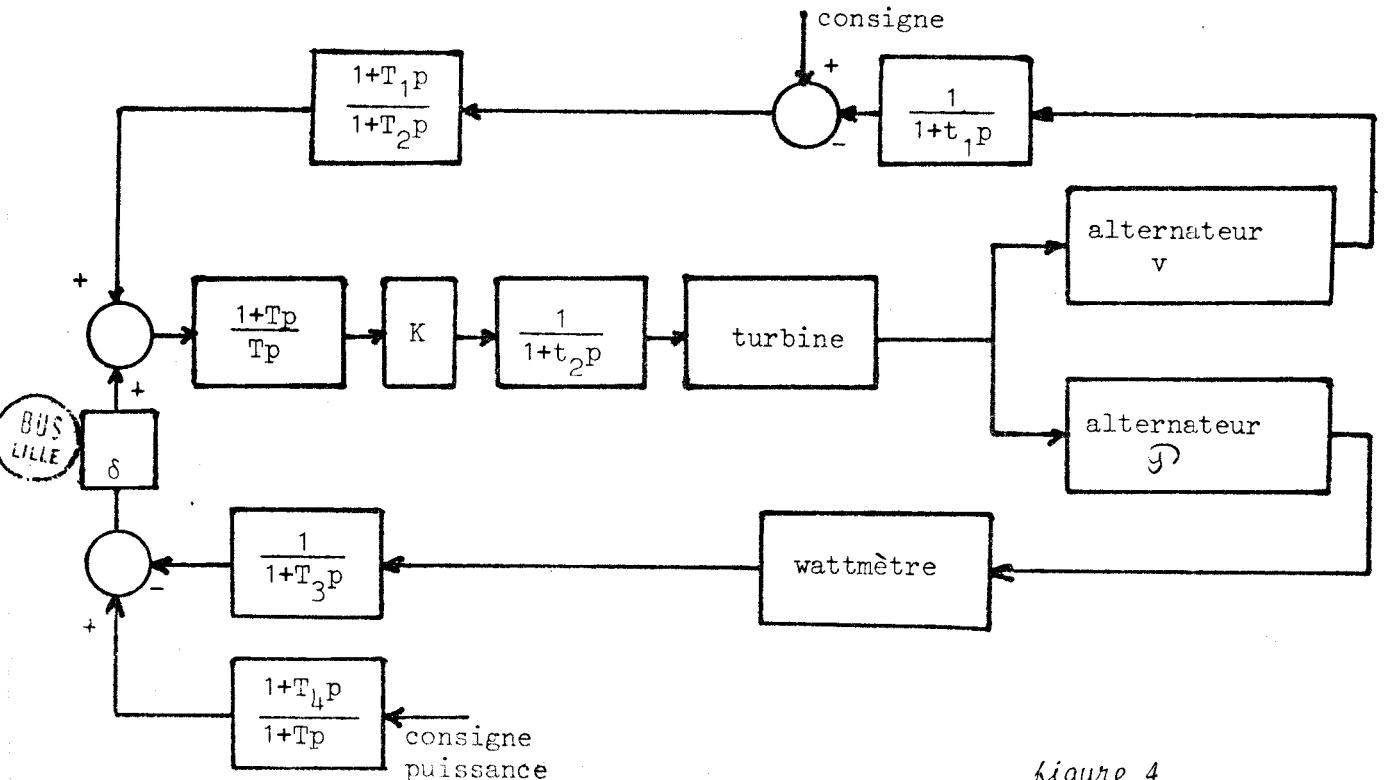 consigne
+
1+T₁p
1+T₂p
1
1+t₁p
-
alternateur
v
+
1+Tp
Tp
K
1
1+t₂p
turbine
+
BUS
LILLE
δ
alternateur
𝒫
1
1+T₃p
wattmètre
-
+
1+T₄p
1+Tp
consigne
puissance
figure 4